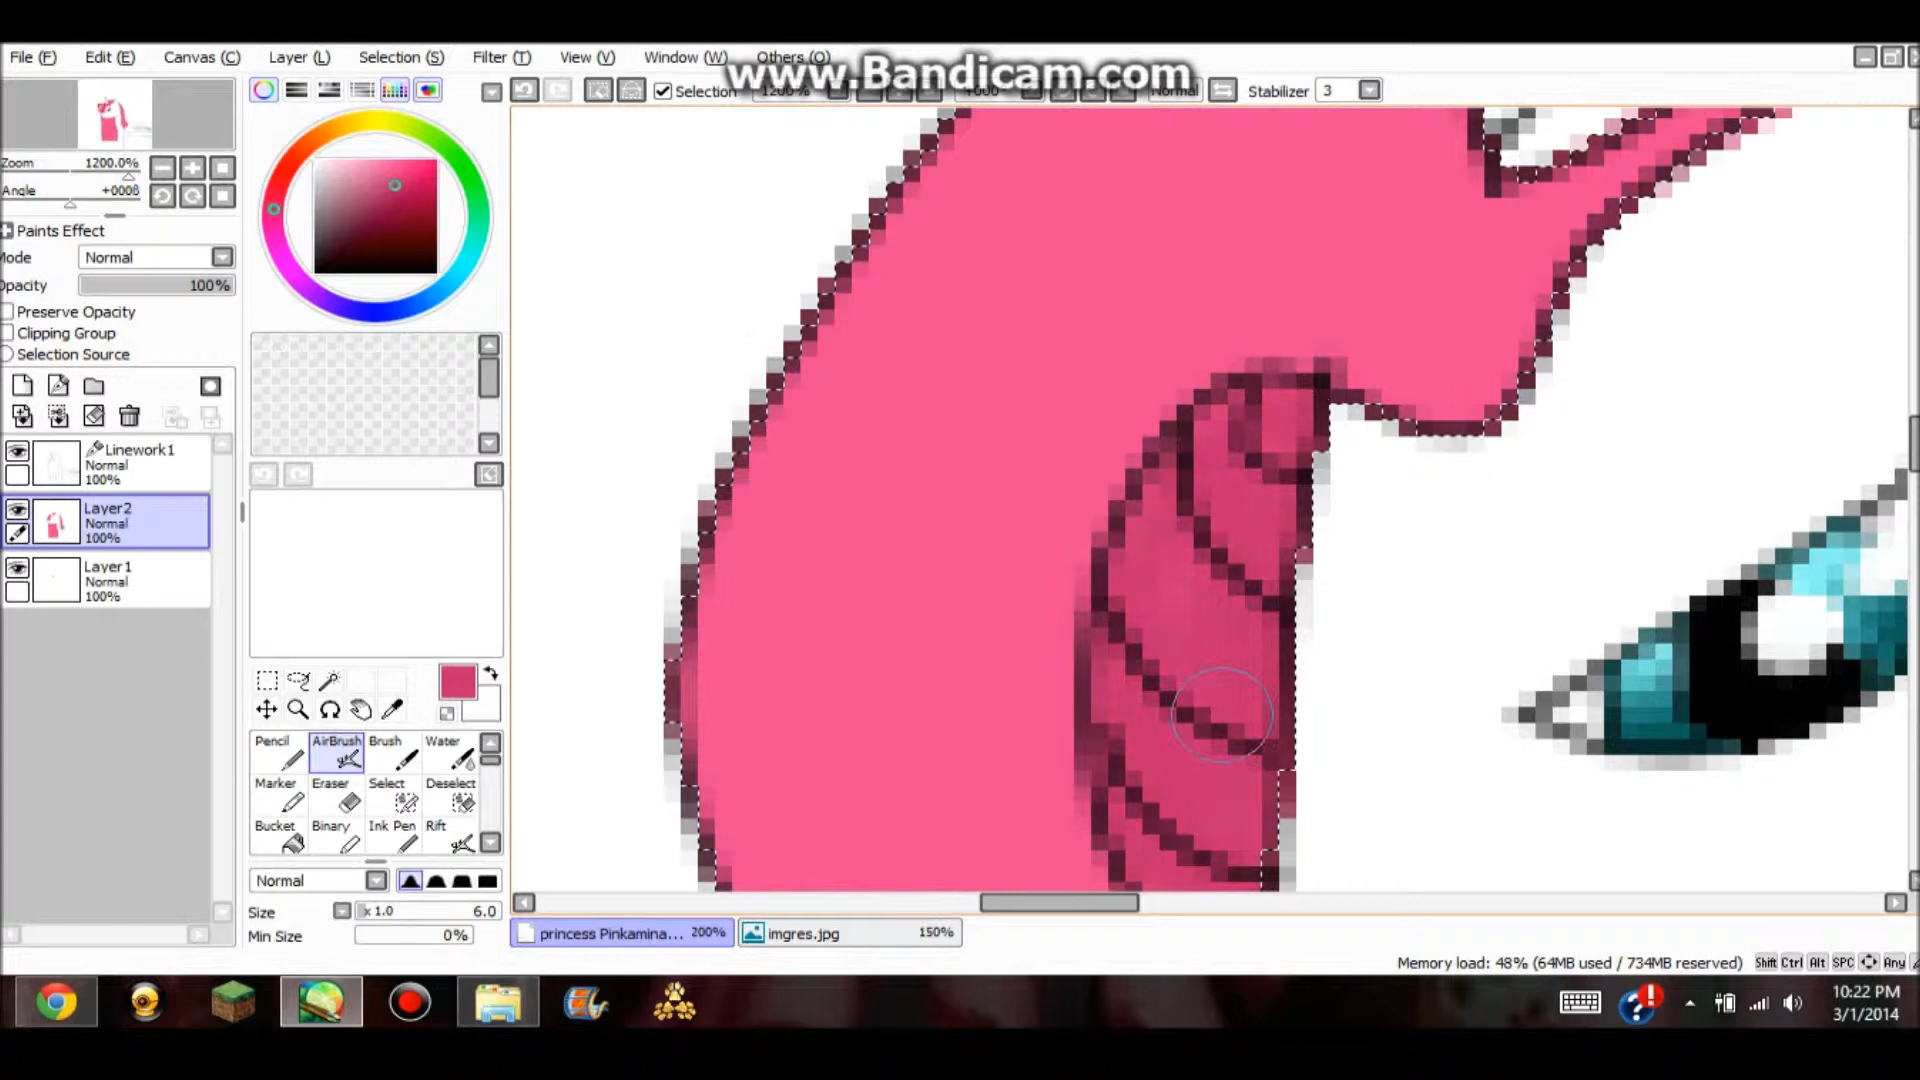 File (F) Edit (E) Canvas (C) Layer (L) Selection (S) Filter (T) View (V) Window (W) Others (O)
www.Bandicam.com
Selection 1200% +000 Normal Stabilizer 3
Zoom 1200.0%
Angle +000ß
Paints Effect
Mode Normal
Opacity 100%
Preserve Opacity
Clipping Group
Selection Source
Linework1
Normal
100%
Layer2
Normal
100%
Layer1
Normal
100%
Pencil AirBrush Brush Water
Marker Eraser Select Deselect
Bucket Binary Ink Pen Rift
Normal
Size x 1.0 6.0
Min Size 0%
princess Pinkamina... 200% imgres.jpg 150%
Memory load: 48% (64MB used / 734MB reserved) Shift Ctrl Alt SPC Any
10:22 PM
3/1/2014